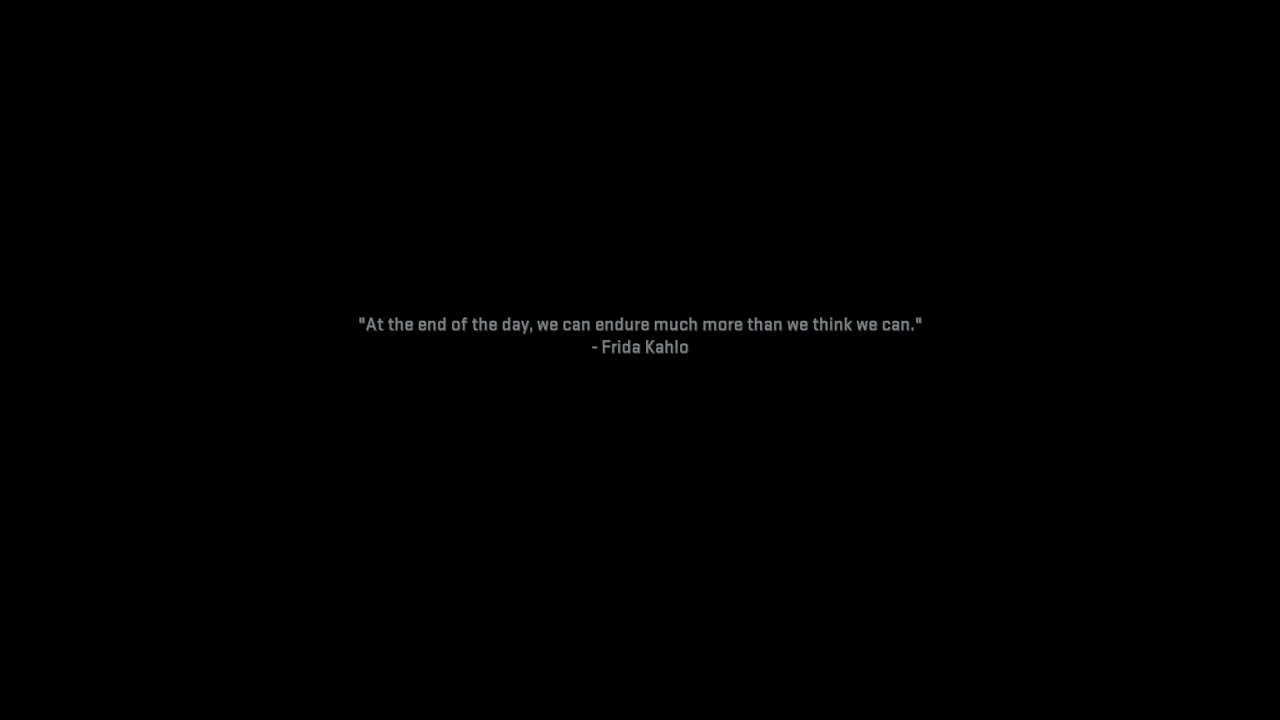 "At the end of the day, we can endure much more than we think we can."
- Frida Kahlo